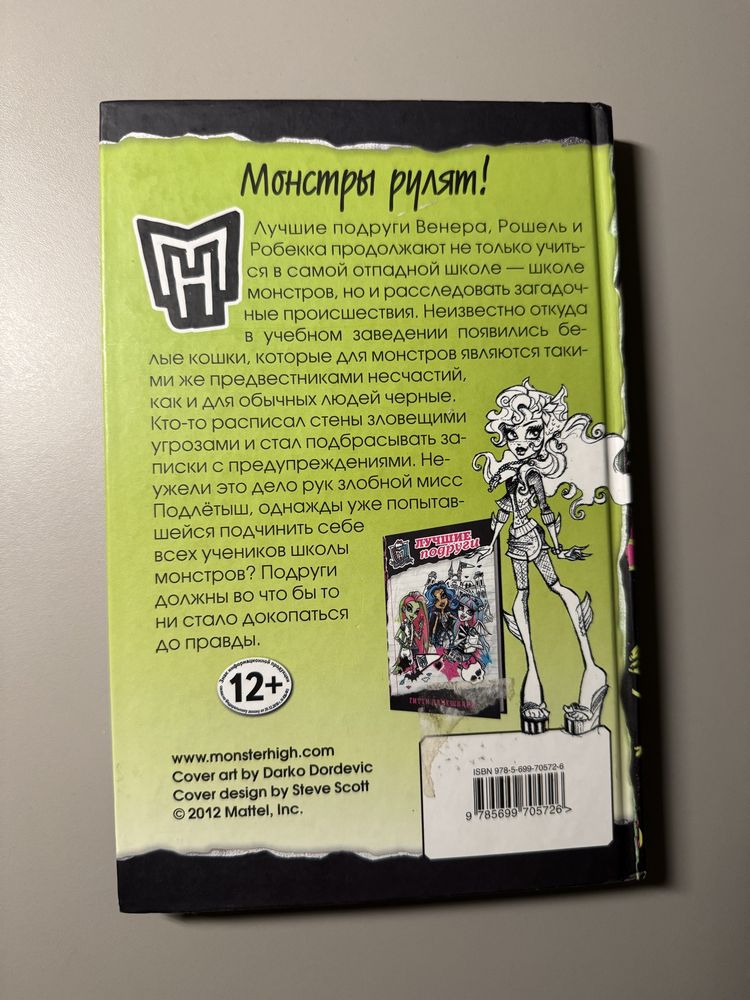 Монстры рулят!
Лучшие подруги Венера, Рошель и
Робекка продолжают не только учить-
ся в самой отпадной школе — школе
монстров, но и расследовать загадоч-
ные происшествия. Неизвестно откуда
в учебном заведении появились бе-
лые кошки, которые для монстров являются таки-
ми же предвестниками несчастий,
как и для обычных людей черные.
Кто-то расписал стены зловещими
угрозами и стал подбрасывать за-
писки с предупреждениями. Не-
ужели это дело рук злобной мисс
Подлётыш, однажды уже попытав-
шейся подчинить себе
всех учеников школы
монстров? Подруги
должны во что бы то
ни стало докопаться
до правды.
ЛУЧШИЕ
подруги
Знак информационной продукции
12+
www.monsterhigh.com
Cover art by Darko Dordevic
Cover design by Steve Scott
© 2012 Mattel, Inc.
ISBN 978-5-699-70572-6
9 785699 705726 >